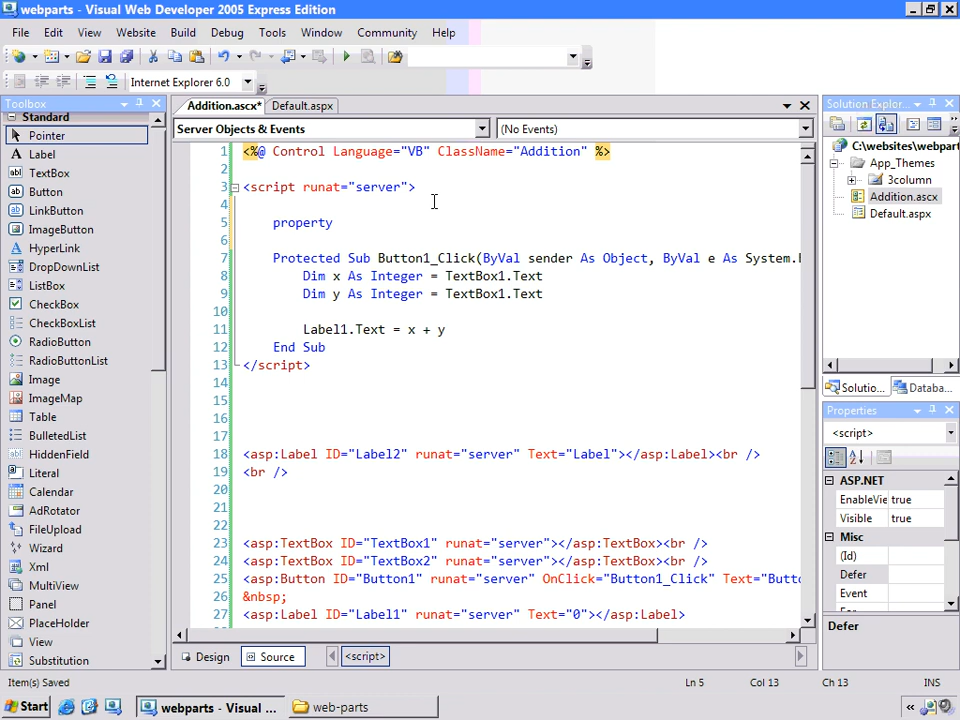 webparts - Visual Web Developer 2005 Express Edition
File Edit View Website Build Debug Tools Window Community Help
Internet Explorer 6.0
Toolbox
Standard
Pointer
Label
TextBox
Button
LinkButton
ImageButton
HyperLink
DropDownList
ListBox
CheckBox
CheckBoxList
RadioButton
RadioButtonList
Image
ImageMap
Table
BulletedList
HiddenField
Literal
Calendar
AdRotator
FileUpload
Wizard
Xml
MultiView
Panel
PlaceHolder
View
Substitution
Addition.ascx* Default.aspx
Server Objects & Events (No Events)
1 <%@ Control Language="VB" ClassName="Addition" %>
2
3 <script runat="server">
4
5 property
6
7 Protected Sub Button1_Click(ByVal sender As Object, ByVal e As System.
8 Dim x As Integer = TextBox1.Text
9 Dim y As Integer = TextBox1.Text
10
11 Label1.Text = x + y
12 End Sub
13 </script>
14
15
16
17
18 <asp:Label ID="Label2" runat="server" Text="Label"></asp:Label><br />
19 <br />
20
21
22
23 <asp:TextBox ID="TextBox1" runat="server"></asp:TextBox><br />
24 <asp:TextBox ID="TextBox2" runat="server"></asp:TextBox><br />
25 <asp:Button ID="Button1" runat="server" OnClick="Button1_Click" Text="Butto
26 &nbsp;
27 <asp:Label ID="Label1" runat="server" Text="0"></asp:Label>
Design Source <script>
Solution Explor...
C:\websites\webpart
App_Themes
3column
Addition.ascx
Default.aspx
Solutio... Databa...
Properties
<script>
ASP.NET
EnableVie true
Visible true
Misc
(Id)
Defer
Event
Defer
Item(s) Saved Ln 5 Col 13 Ch 13 INS
Start webparts - Visual ... web-parts